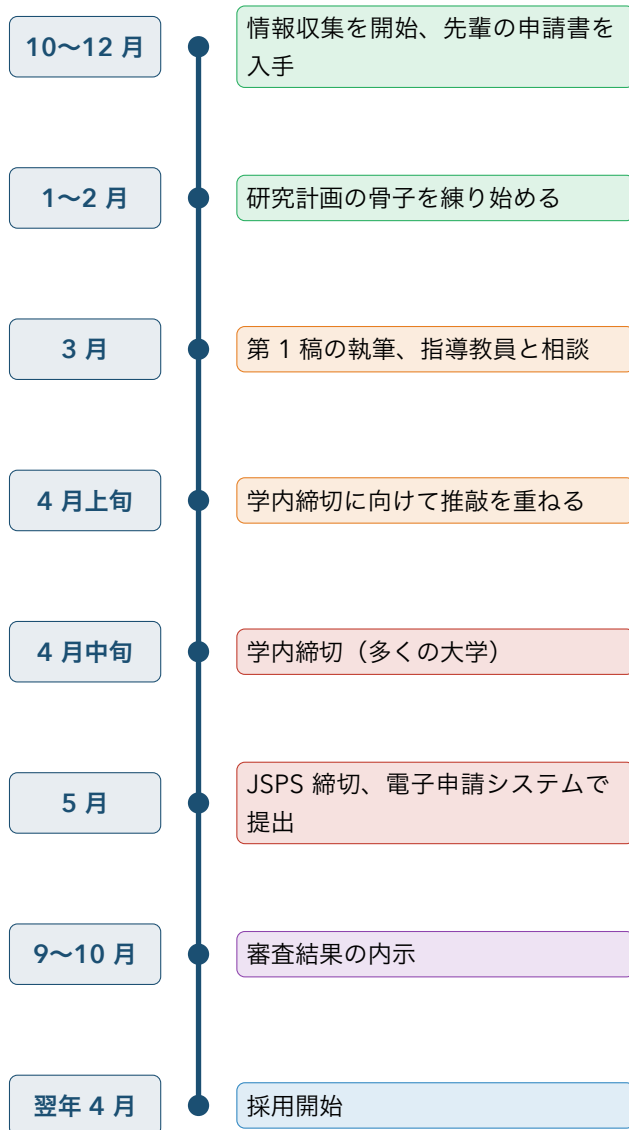 10〜12 月
情報収集を開始、先輩の申請書を
入手
1〜2 月
研究計画の骨子を練り始める
3 月
第 1 稿の執筆、指導教員と相談
4 月上旬
学内締切に向けて推敲を重ねる
4 月中旬
学内締切（多くの大学）
5 月
JSPS 締切、電子申請システムで
提出
9〜10 月
審査結果の内示
翌年 4 月
採用開始